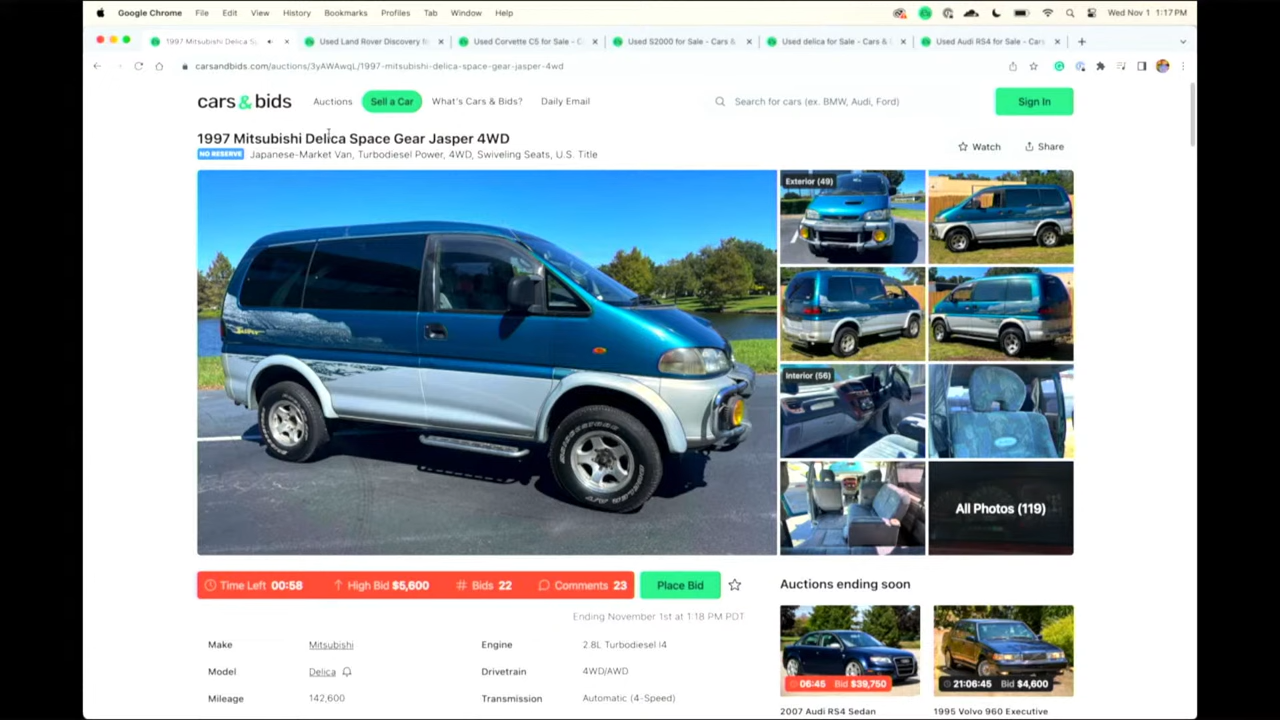 Google Chrome File Edit View History Bookmarks Profiles Tab Window Help Wed Nov 1 1:17 PM
1997 Mitsubishi Delica Sp Used Land Rover Discovery fo Used Corvette C5 for Sale - C Used S2000 for Sale - Cars & Used delica for Sale - Cars & Used Audi RS4 for Sale - Cars
carsandbids.com/auctions/3yAWAwqL/1997-mitsubishi-delica-space-gear-jasper-4wd
cars & bids Auctions Sell a Car What's Cars & Bids? Daily Email Search for cars (ex. BMW, Audi, Ford) Sign In
1997 Mitsubishi Delica Space Gear Jasper 4WD
NO RESERVE Japanese-Market Van, Turbodiesel Power, 4WD, Swiveling Seats, U.S. Title
Watch Share
Exterior (49)
Interior (56)
All Photos (119)
Time Left 00:58 High Bid $5,600 # Bids 22 Comments 23 Place Bid
Ending November 1st at 1:18 PM PDT
Make Mitsubishi Engine 2.8L Turbodiesel I4
Model Delica Drivetrain 4WD/AWD
Mileage 142,600 Transmission Automatic (4-Speed)
Auctions ending soon
06:45 Bid $39,750 21:06:45 Bid $4,600
2007 Audi RS4 Sedan 1995 Volvo 960 Executive